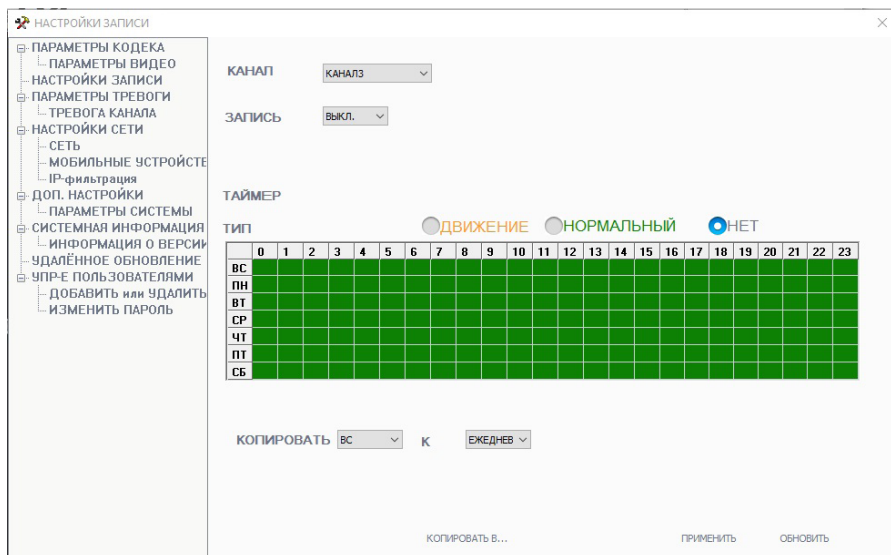 НАСТРОЙКИ ЗАПИСИ
ПАРАМЕТРЫ КОДЕКА
ПАРАМЕТРЫ ВИДЕО
НАСТРОЙКИ ЗАПИСИ
ПАРАМЕТРЫ ТРЕВОГИ
ТРЕВОГА КАНАЛА
НАСТРОЙКИ СЕТИ
СЕТЬ
МОБИЛЬНЫЕ УСТРОЙСТЕ
IP-фильтрация
ДОП. НАСТРОЙКИ
ПАРАМЕТРЫ СИСТЕМЫ
СИСТЕМНАЯ ИНФОРМАЦИЯ
ИНФОРМАЦИЯ О ВЕРСИИ
УДАЛЁННОЕ ОБНОВЛЕНИЕ
УПР-Е ПОЛЬЗОВАТЕЛЯМИ
ДОБАВИТЬ или УДАЛИТЬ
ИЗМЕНИТЬ ПАРОЛЬ
КАНАЛ КАНАЛ3
ЗАПИСЬ ВЫКЛ.
ТАЙМЕР
ТИП ДВИЖЕНИЕ НОРМАЛЬНЫЙ НЕТ
0 1 2 3 4 5 6 7 8 9 10 11 12 13 14 15 16 17 18 19 20 21 22 23
ВС
ПН
ВТ
СР
ЧТ
ПТ
СБ
КОПИРОВАТЬ ВС К ЕЖЕДНЕВ
КОПИРОВАТЬ В... ПРИМЕНИТЬ ОБНОВИТЬ